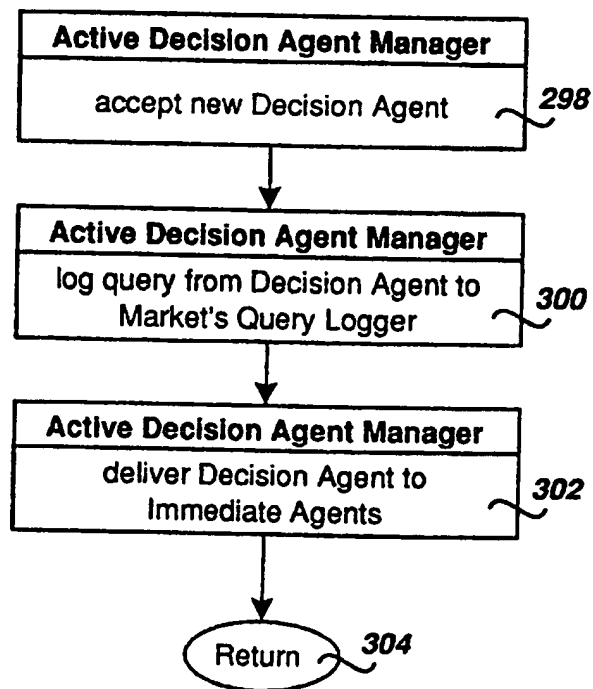 Active Decision Agent Manager
accept new Decision Agent
298
Active Decision Agent Manager
log query from Decision Agent to
Market's Query Logger
300
Active Decision Agent Manager
deliver Decision Agent to
Immediate Agents
302
Return
304